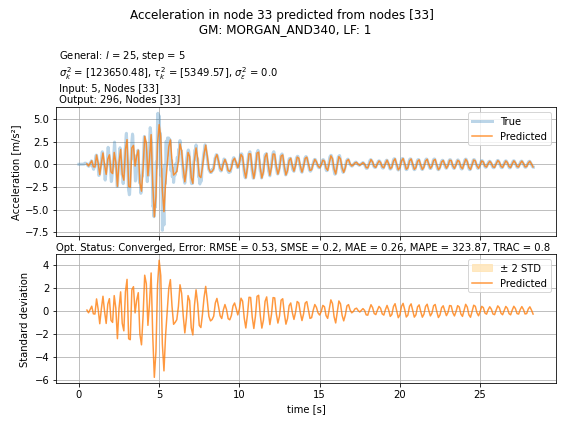 Acceleration in node 33 predicted from nodes [33]
GM: MORGAN_AND340, LF: 1
General: l = 25, step = 5
σ²ₖ = [123650.48], τ²ₖ = [5349.57], σ²ε = 0.0
Input: 5, Nodes [33]
Output: 296, Nodes [33]
Acceleration [m/s²]
5.0
2.5
0.0
−2.5
−5.0
−7.5
True
Predicted
Opt. Status: Converged, Error: RMSE = 0.53, SMSE = 0.2, MAE = 0.26, MAPE = 323.87, TRAC = 0.8
Standard deviation
4
2
0
−2
−4
−6
± 2 STD
Predicted
0 5 10 15 20 25
time [s]